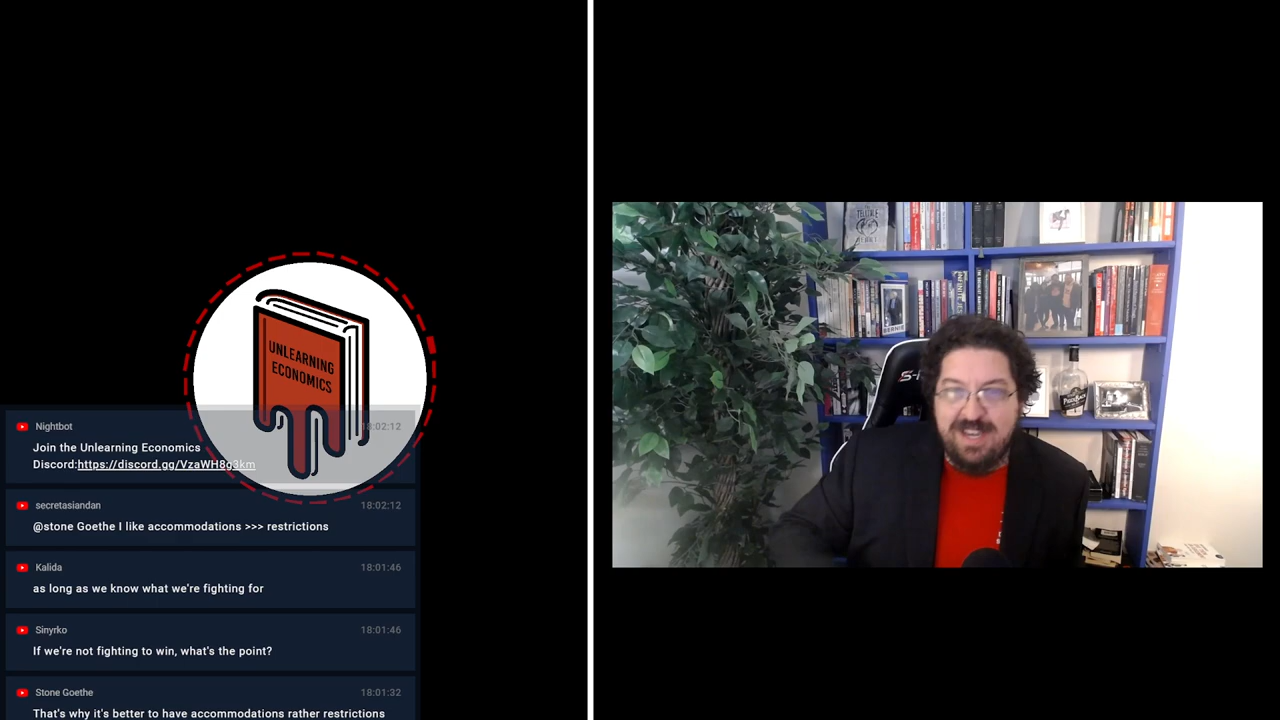 UNLEARNING
ECONOMICS
Nightbot
18:02:12
Join the Unlearning Economics
Discord:https://discord.gg/VzaWH8g3km
secretasiandan
18:02:12
@stone Goethe I like accommodations >>> restrictions
Kalida
18:01:46
as long as we know what we're fighting for
Sinyrko
18:01:46
If we're not fighting to win, what's the point?
Stone Goethe
18:01:32
That's why it's better to have accommodations rather restrictions
BERNIE